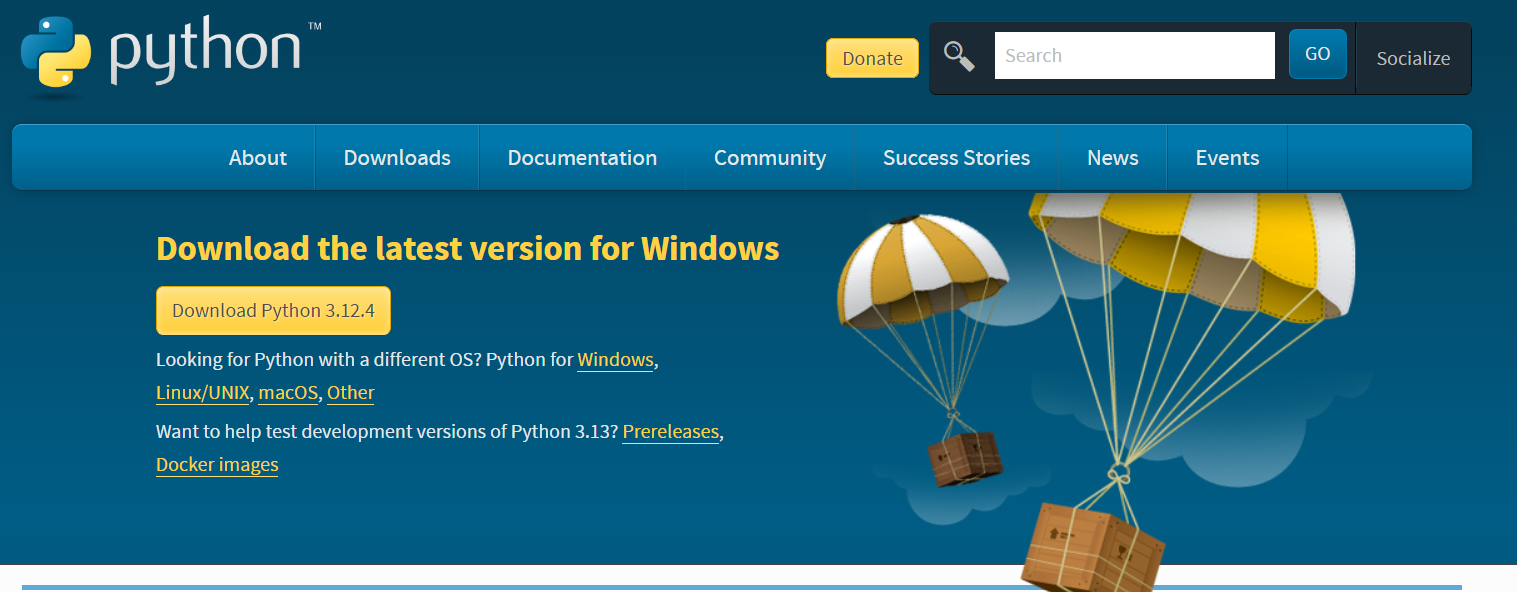 python™
Donate
Search
GO
Socialize
About
Downloads
Documentation
Community
Success Stories
News
Events
Download the latest version for Windows
Download Python 3.12.4
Looking for Python with a different OS? Python for Windows,
Linux/UNIX, macOS, Other
Want to help test development versions of Python 3.13? Prereleases,
Docker images